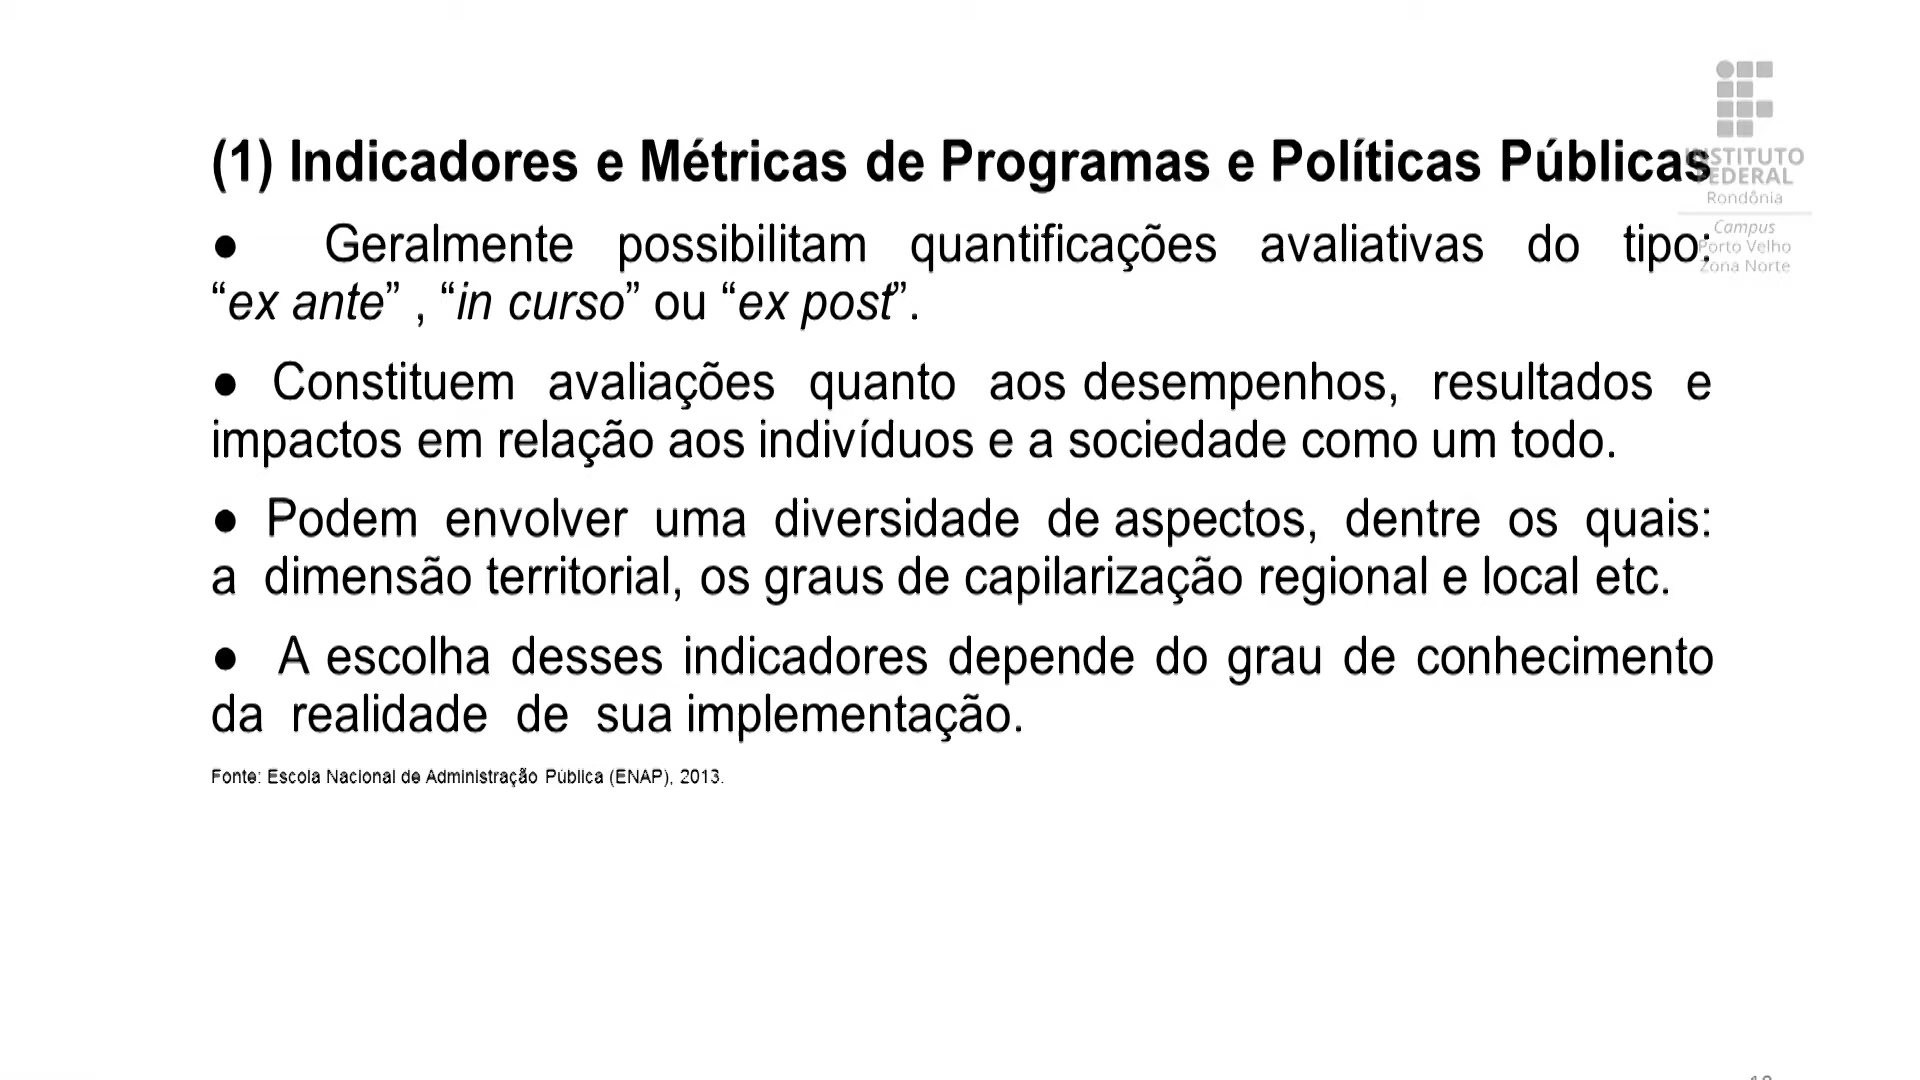 (1) Indicadores e Métricas de Programas e Políticas Públicas
● Geralmente possibilitam quantificações avaliativas do tipo:
“ex ante” , “in curso” ou “ex post”.
● Constituem avaliações quanto aos desempenhos, resultados e
impactos em relação aos indivíduos e a sociedade como um todo.
● Podem envolver uma diversidade de aspectos, dentre os quais:
a dimensão territorial, os graus de capilarização regional e local etc.
● A escolha desses indicadores depende do grau de conhecimento
da realidade de sua implementação.
Fonte: Escola Nacional de Administração Pública (ENAP), 2013.
INSTITUTO
FEDERAL
Rondônia
Campus
Porto Velho
Zona Norte